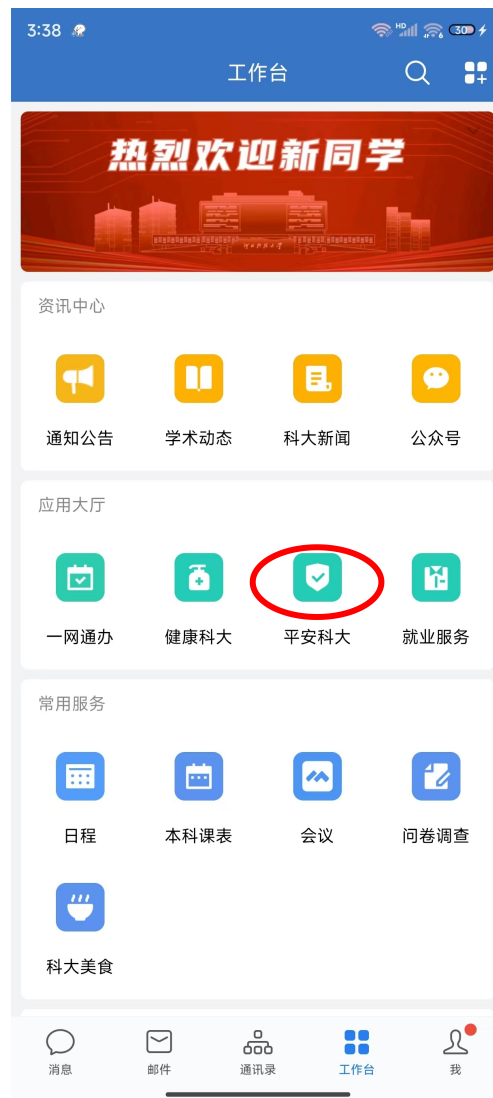 3:38
HD
6
30
工作台
热烈欢迎新同学
资讯中心
通知公告 学术动态 科大新闻 公众号
应用大厅
一网通办 健康科大 平安科大 就业服务
常用服务
日程 本科课表 会议 问卷调查
科大美食
消息 邮件 通讯录 工作台 我